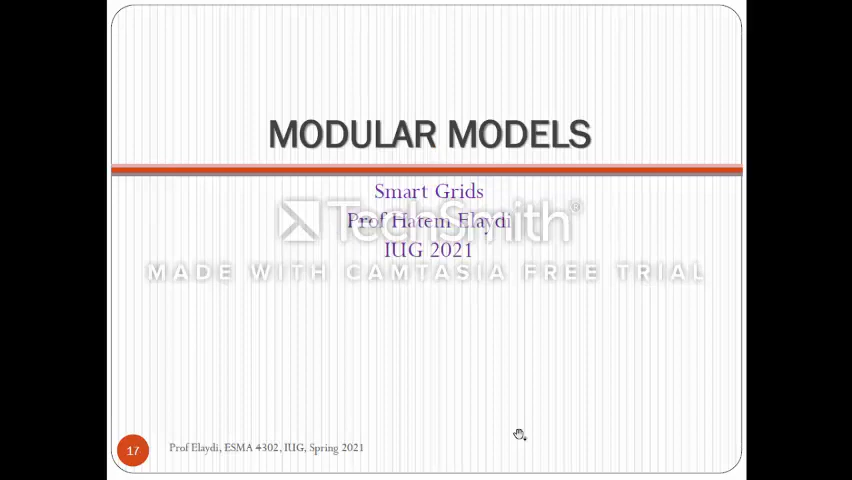 MODULAR MODELS
Smart Grids
TechSmith®
Prof Hatem Elaydi
IUG 2021
MADE WITH CAMTASIA FREE TRIAL
17
Prof Elaydi, ESMA 4302, IUG, Spring 2021